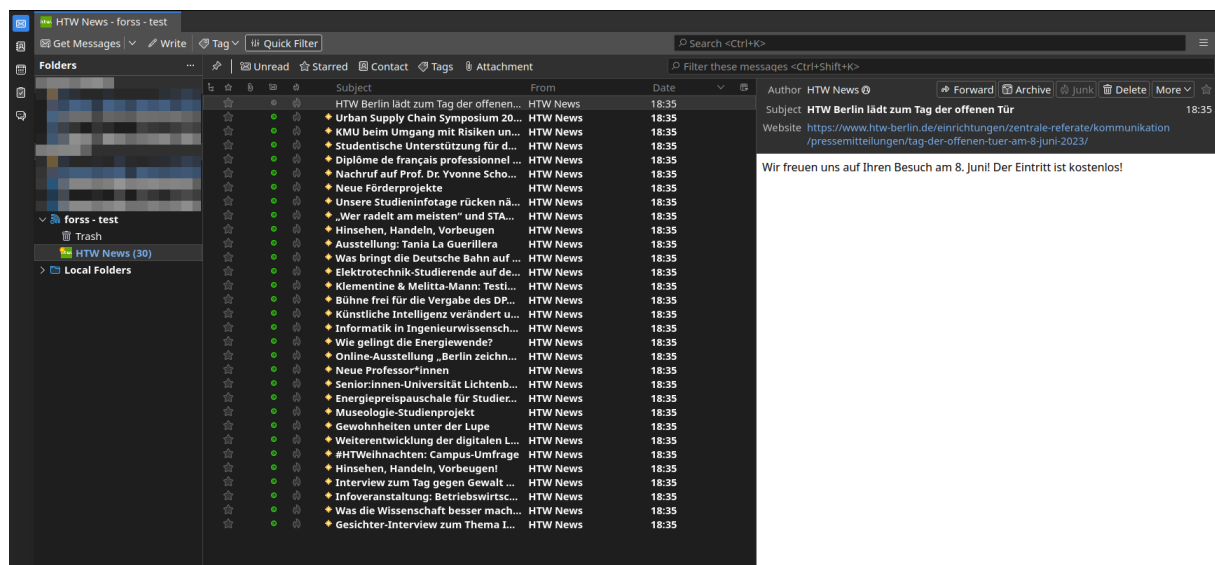 HTW News - forss - test
Get Messages Write Tag Quick Filter Search <Ctrl+K>
Folders ... Unread Starred Contact Tags Attachment Filter these messages <Ctrl+Shift+K>
Subject From Date
HTW Berlin lädt zum Tag der offenen... HTW News 18:35
Urban Supply Chain Symposium 20... HTW News 18:35
KMU beim Umgang mit Risiken un... HTW News 18:35
Studentische Unterstützung für d... HTW News 18:35
Diplôme de français professionnel ... HTW News 18:35
Nachruf auf Prof. Dr. Yvonne Scho... HTW News 18:35
Neue Förderprojekte HTW News 18:35
Unsere Studieninfotage rücken nä... HTW News 18:35
„Wer radelt am meisten“ und STA... HTW News 18:35
Hinsehen, Handeln, Vorbeugen HTW News 18:35
Ausstellung: Tania La Guerillera HTW News 18:35
Was bringt die Deutsche Bahn auf ... HTW News 18:35
Elektrotechnik-Studierende auf de... HTW News 18:35
Klementine & Melitta-Mann: Testi... HTW News 18:35
Bühne frei für die Vergabe des DP... HTW News 18:35
Künstliche Intelligenz verändert u... HTW News 18:35
Informatik in Ingenieurwissensch... HTW News 18:35
Wie gelingt die Energiewende? HTW News 18:35
Online-Ausstellung „Berlin zeichn... HTW News 18:35
Neue Professor*innen HTW News 18:35
Senior:innen-Universität Lichtenb... HTW News 18:35
Energiepreispauschale für Studier... HTW News 18:35
Museologie-Studienprojekt HTW News 18:35
Gewohnheiten unter der Lupe HTW News 18:35
Weiterentwicklung der digitalen L... HTW News 18:35
#HTWeihnachten: Campus-Umfrage HTW News 18:35
Hinsehen, Handeln, Vorbeugen! HTW News 18:35
Interview zum Tag gegen Gewalt ... HTW News 18:35
Infoveranstaltung: Betriebswirtsc... HTW News 18:35
Was die Wissenschaft besser mach... HTW News 18:35
Gesichter-Interview zum Thema I... HTW News 18:35
forss - test
Trash
HTW News (30)
Local Folders
Author HTW News Forward Archive Junk Delete More
Subject HTW Berlin lädt zum Tag der offenen Tür 18:35
Website https://www.htw-berlin.de/einrichtungen/zentrale-referate/kommunikation
/pressemitteilungen/tag-der-offenen-tuer-am-8-juni-2023/
Wir freuen uns auf Ihren Besuch am 8. Juni! Der Eintritt ist kostenlos!